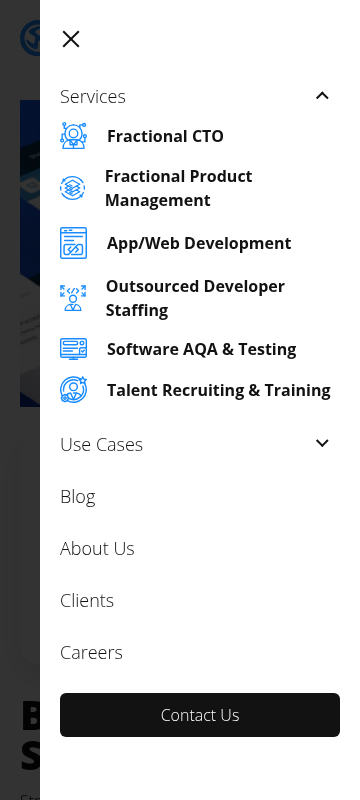 Services
Fractional CTO
Fractional Product
Management
App/Web Development
Outsourced Developer
Staffing
Software AQA & Testing
Talent Recruiting & Training
Use Cases
Blog
About Us
Clients
Careers
Contact Us